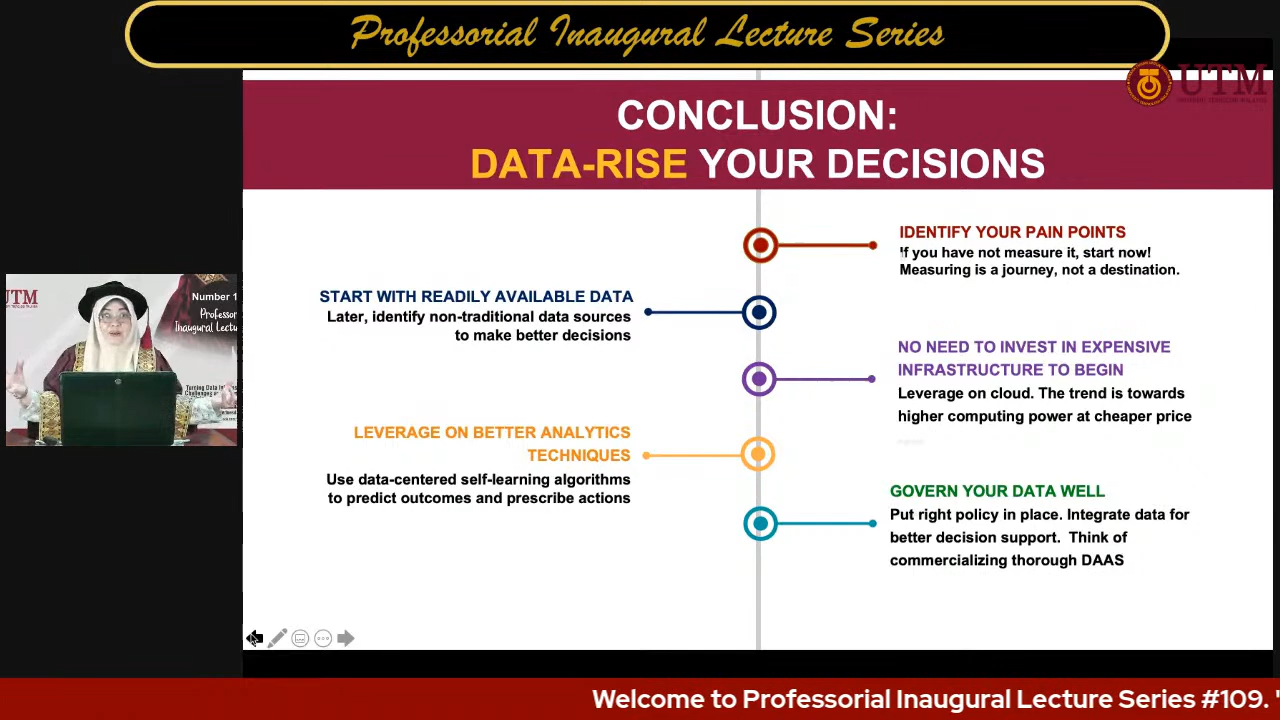 Professorial Inaugural Lecture Series
UTM
CONCLUSION:
DATA-RISE YOUR DECISIONS
IDENTIFY YOUR PAIN POINTS
If you have not measure it, start now!
Measuring is a journey, not a destination.
START WITH READILY AVAILABLE DATA
Later, identify non-traditional data sources
to make better decisions
NO NEED TO INVEST IN EXPENSIVE
INFRASTRUCTURE TO BEGIN
Leverage on cloud. The trend is towards
higher computing power at cheaper price
LEVERAGE ON BETTER ANALYTICS
TECHNIQUES
Use data-centered self-learning algorithms
to predict outcomes and prescribe actions
GOVERN YOUR DATA WELL
Put right policy in place. Integrate data for
better decision support. Think of
commercializing thorough DAAS
UTM
Number 1
Professor
Inaugural Lectu
Turning Data In
Challenges a
Welcome to Professorial Inaugural Lecture Series #109. "